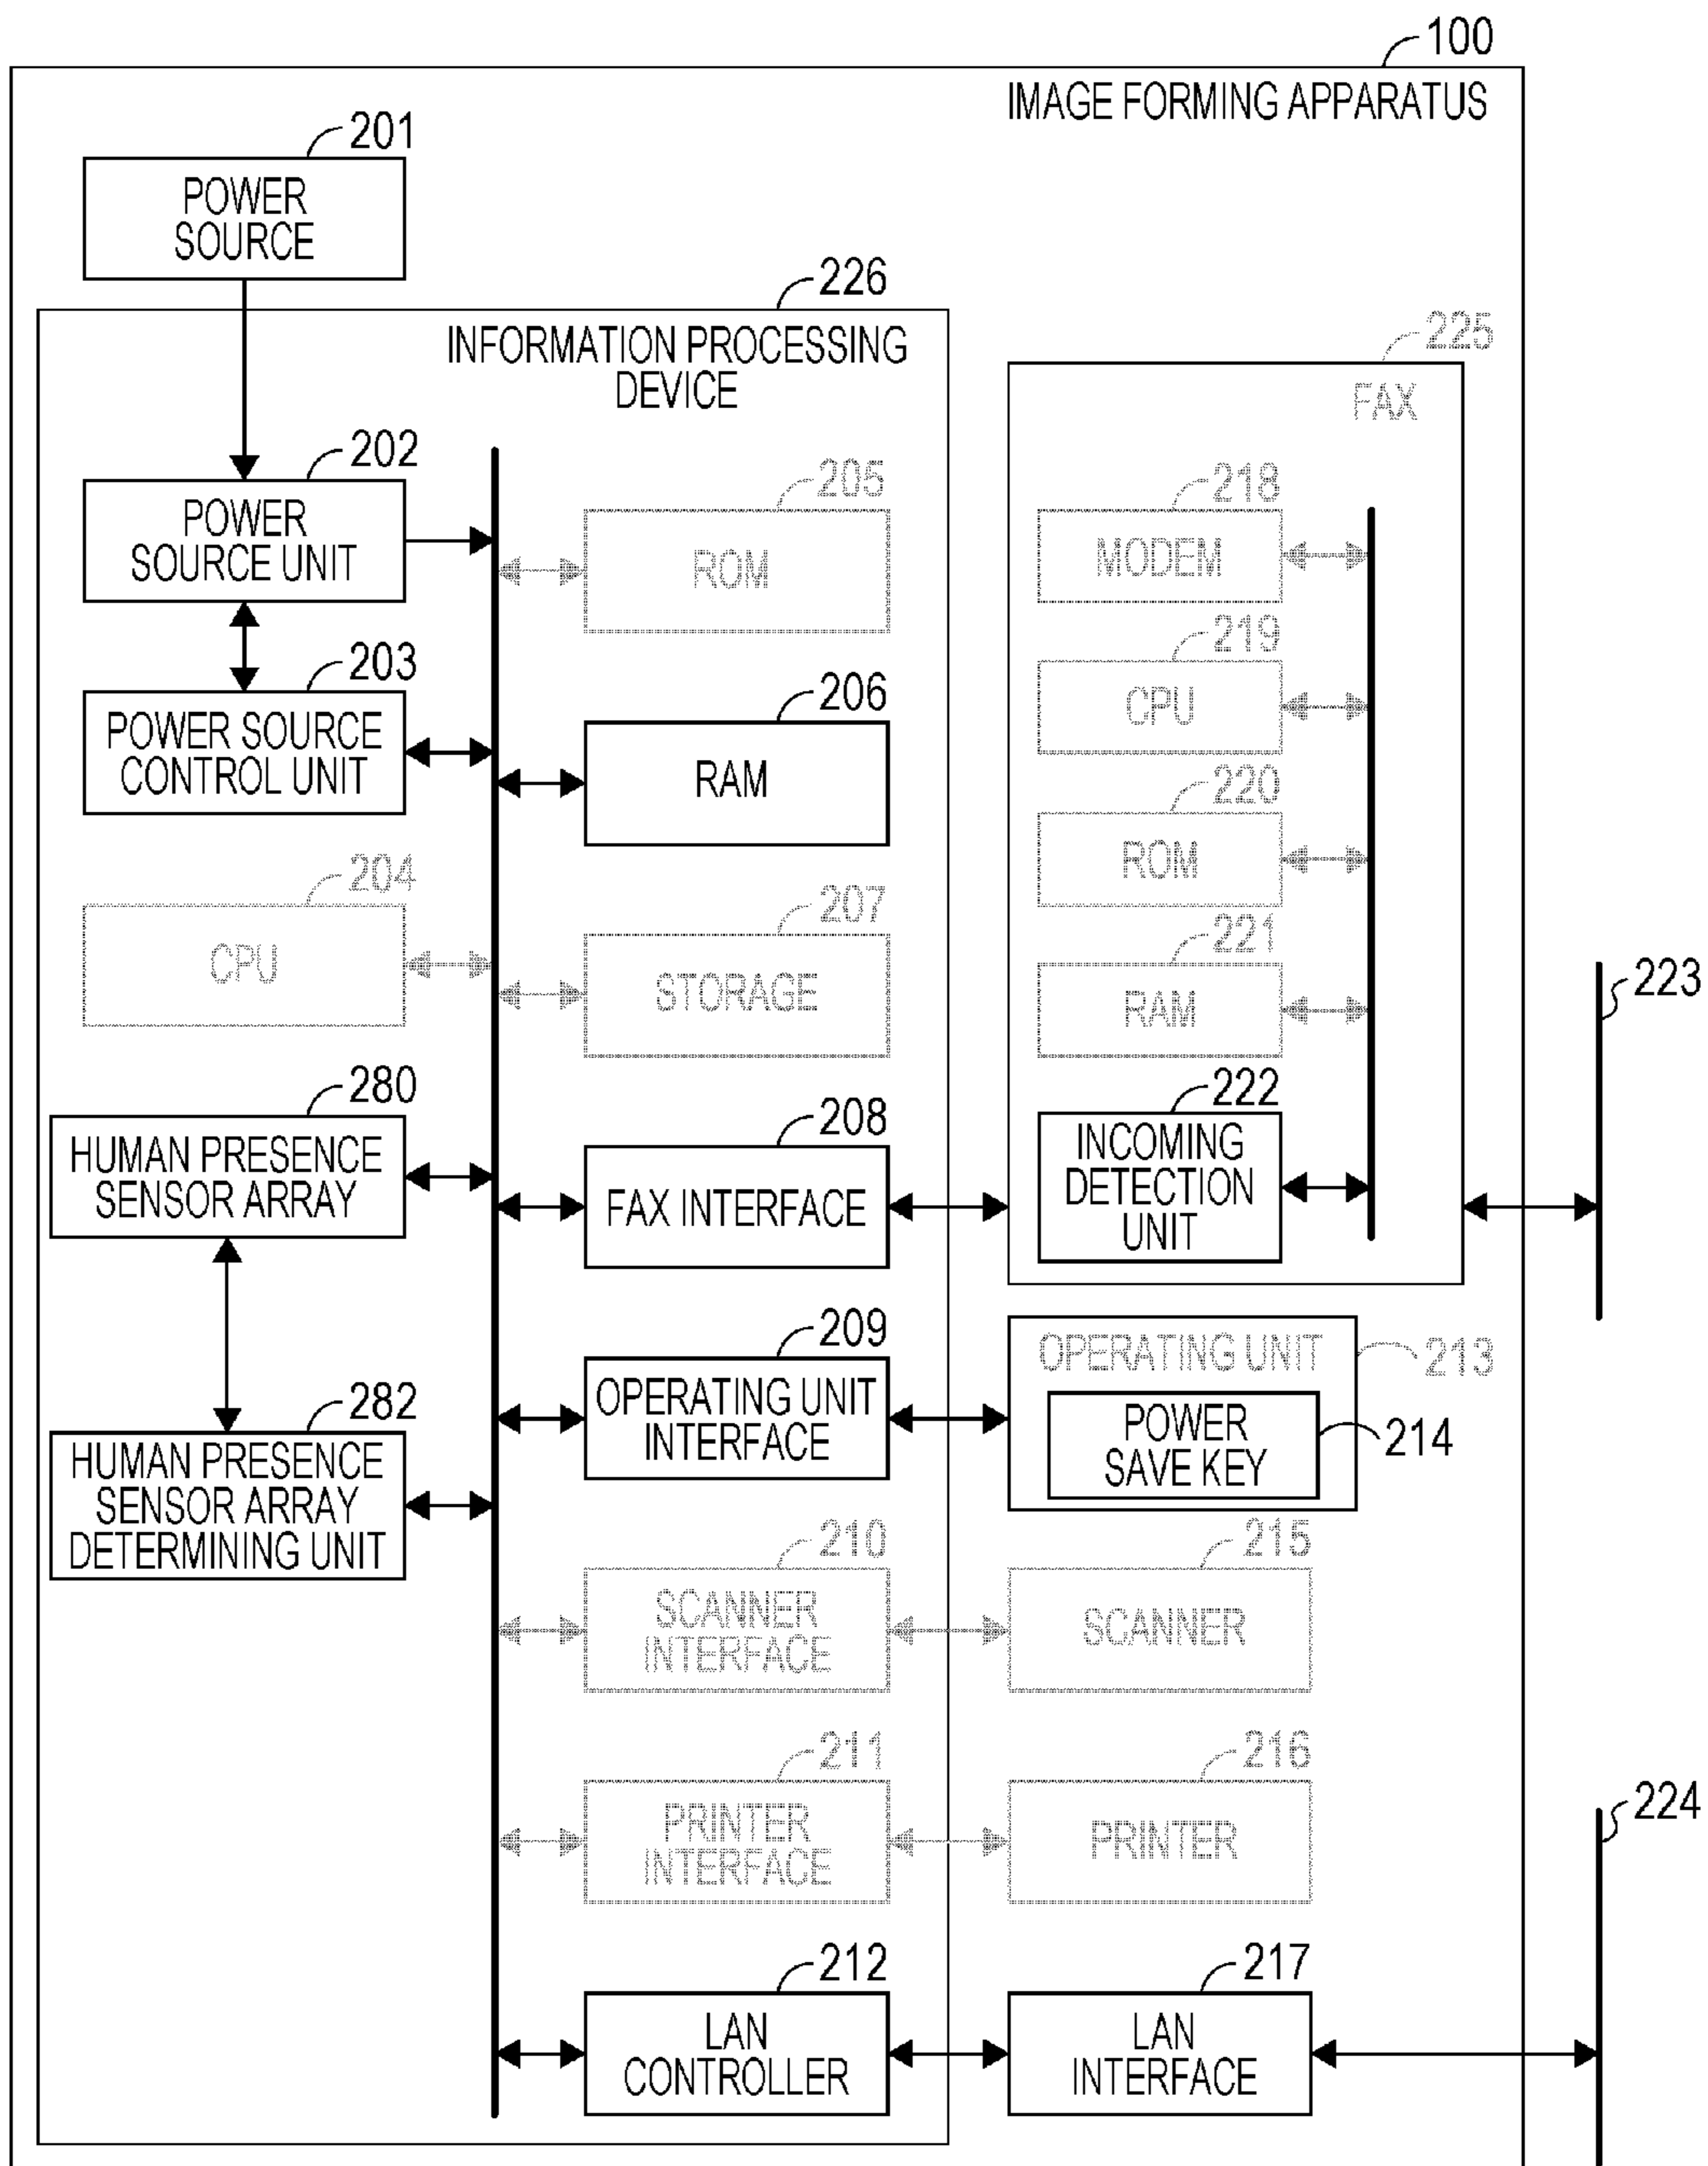 100
IMAGE FORMING APPARATUS
201
POWER
SOURCE
226
INFORMATION PROCESSING
DEVICE
202
POWER
SOURCE UNIT
203
POWER SOURCE
CONTROL UNIT
204
CPU
280
HUMAN PRESENCE
SENSOR ARRAY
282
HUMAN PRESENCE
SENSOR ARRAY
DETERMINING UNIT
205
ROM
206
RAM
207
STORAGE
208
FAX INTERFACE
209
OPERATING UNIT
INTERFACE
210
SCANNER
INTERFACE
211
PRINTER
INTERFACE
212
LAN
CONTROLLER
225
FAX
218
MODEM
219
CPU
220
ROM
221
RAM
222
INCOMING
DETECTION
UNIT
OPERATING UNIT
213
POWER
SAVE KEY
214
215
SCANNER
216
PRINTER
217
LAN
INTERFACE
223
224